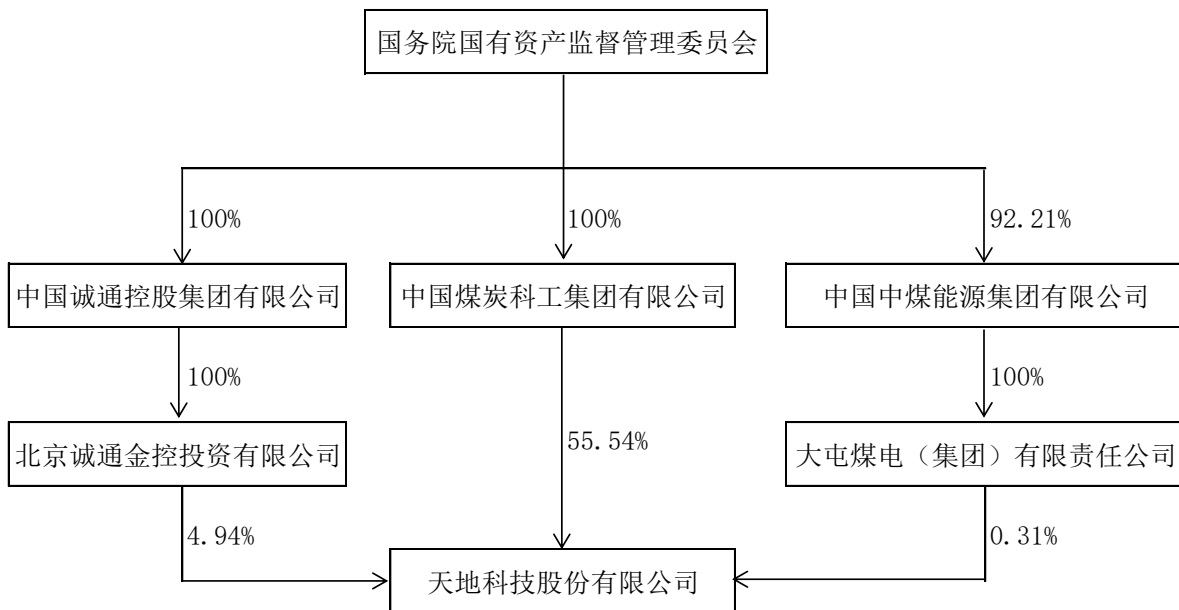 国务院国有资产监督管理委员会
100%
100%
92.21%
中国诚通控股集团有限公司
中国煤炭科工集团有限公司
中国中煤能源集团有限公司
100%
100%
北京诚通金控投资有限公司
55.54%
大屯煤电（集团）有限责任公司
4.94%
0.31%
天地科技股份有限公司